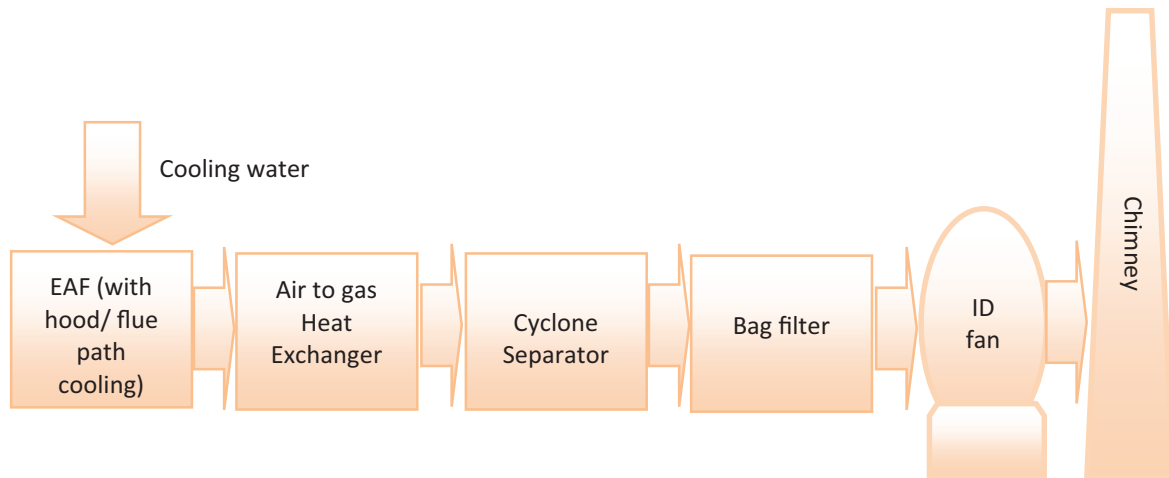 Cooling water
EAF (with
hood/ flue
path
cooling)
Air to gas
Heat
Exchanger
Cyclone
Separator
Bag filter
ID
fan
Chimney